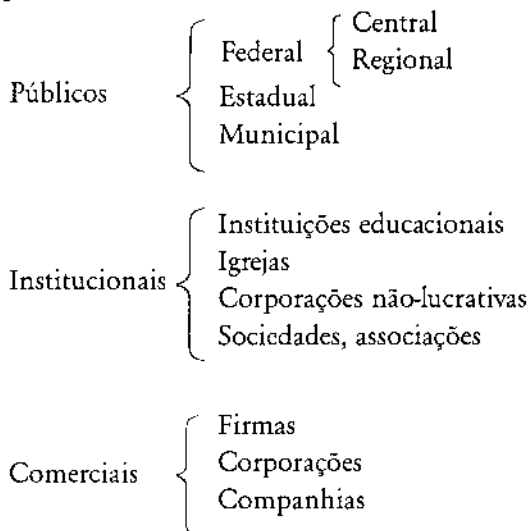 Central
Federal
Regional
Públicos
Estadual
Municipal
Instituições educacionais
Igrejas
Institucionais
Corporações não-lucrativas
Sociedades, associações
Firmas
Comerciais
Corporações
Companhias